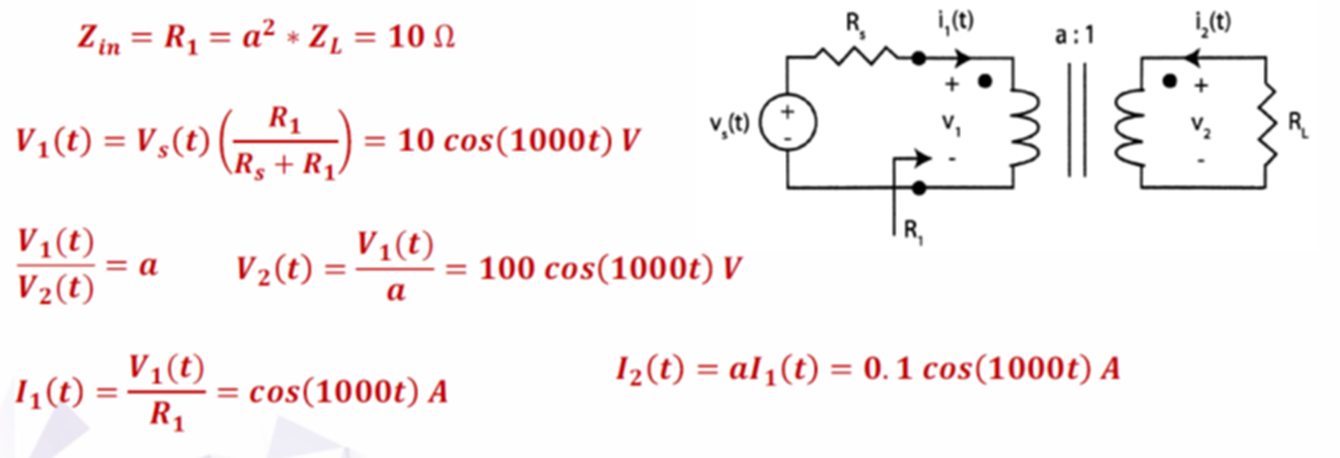 Z_in = R_1 = a² * Z_L = 10 Ω
V_1(t) = V_s(t) (R_1 / (R_s + R_1)) = 10 cos(1000t) V
V_1(t) / V_2(t) = a    V_2(t) = V_1(t) / a = 100 cos(1000t) V
I_1(t) = V_1(t) / R_1 = cos(1000t) A
I_2(t) = aI_1(t) = 0.1 cos(1000t) A
R_s
i_1(t)
a : 1
i_2(t)
v_s(t)
+
-
+
V_1
-
+
V_2
-
R_L
R_1